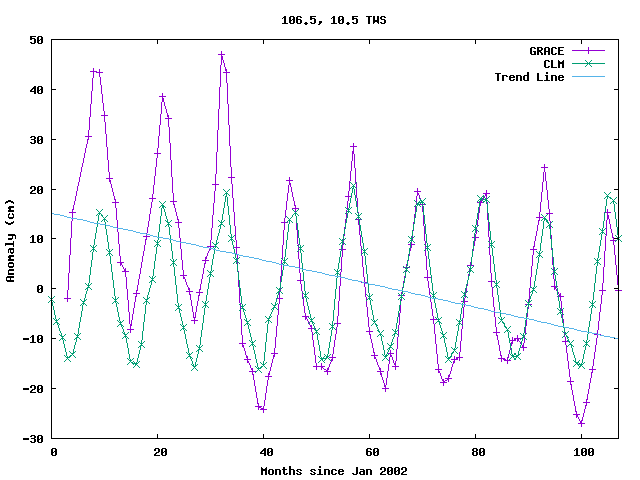 106.5, 10.5 TWS
GRACE
CLM
Trend Line
50
40
30
20
10
0
-10
-20
-30
Anomaly (cm)
0 20 40 60 80 100
Months since Jan 2002